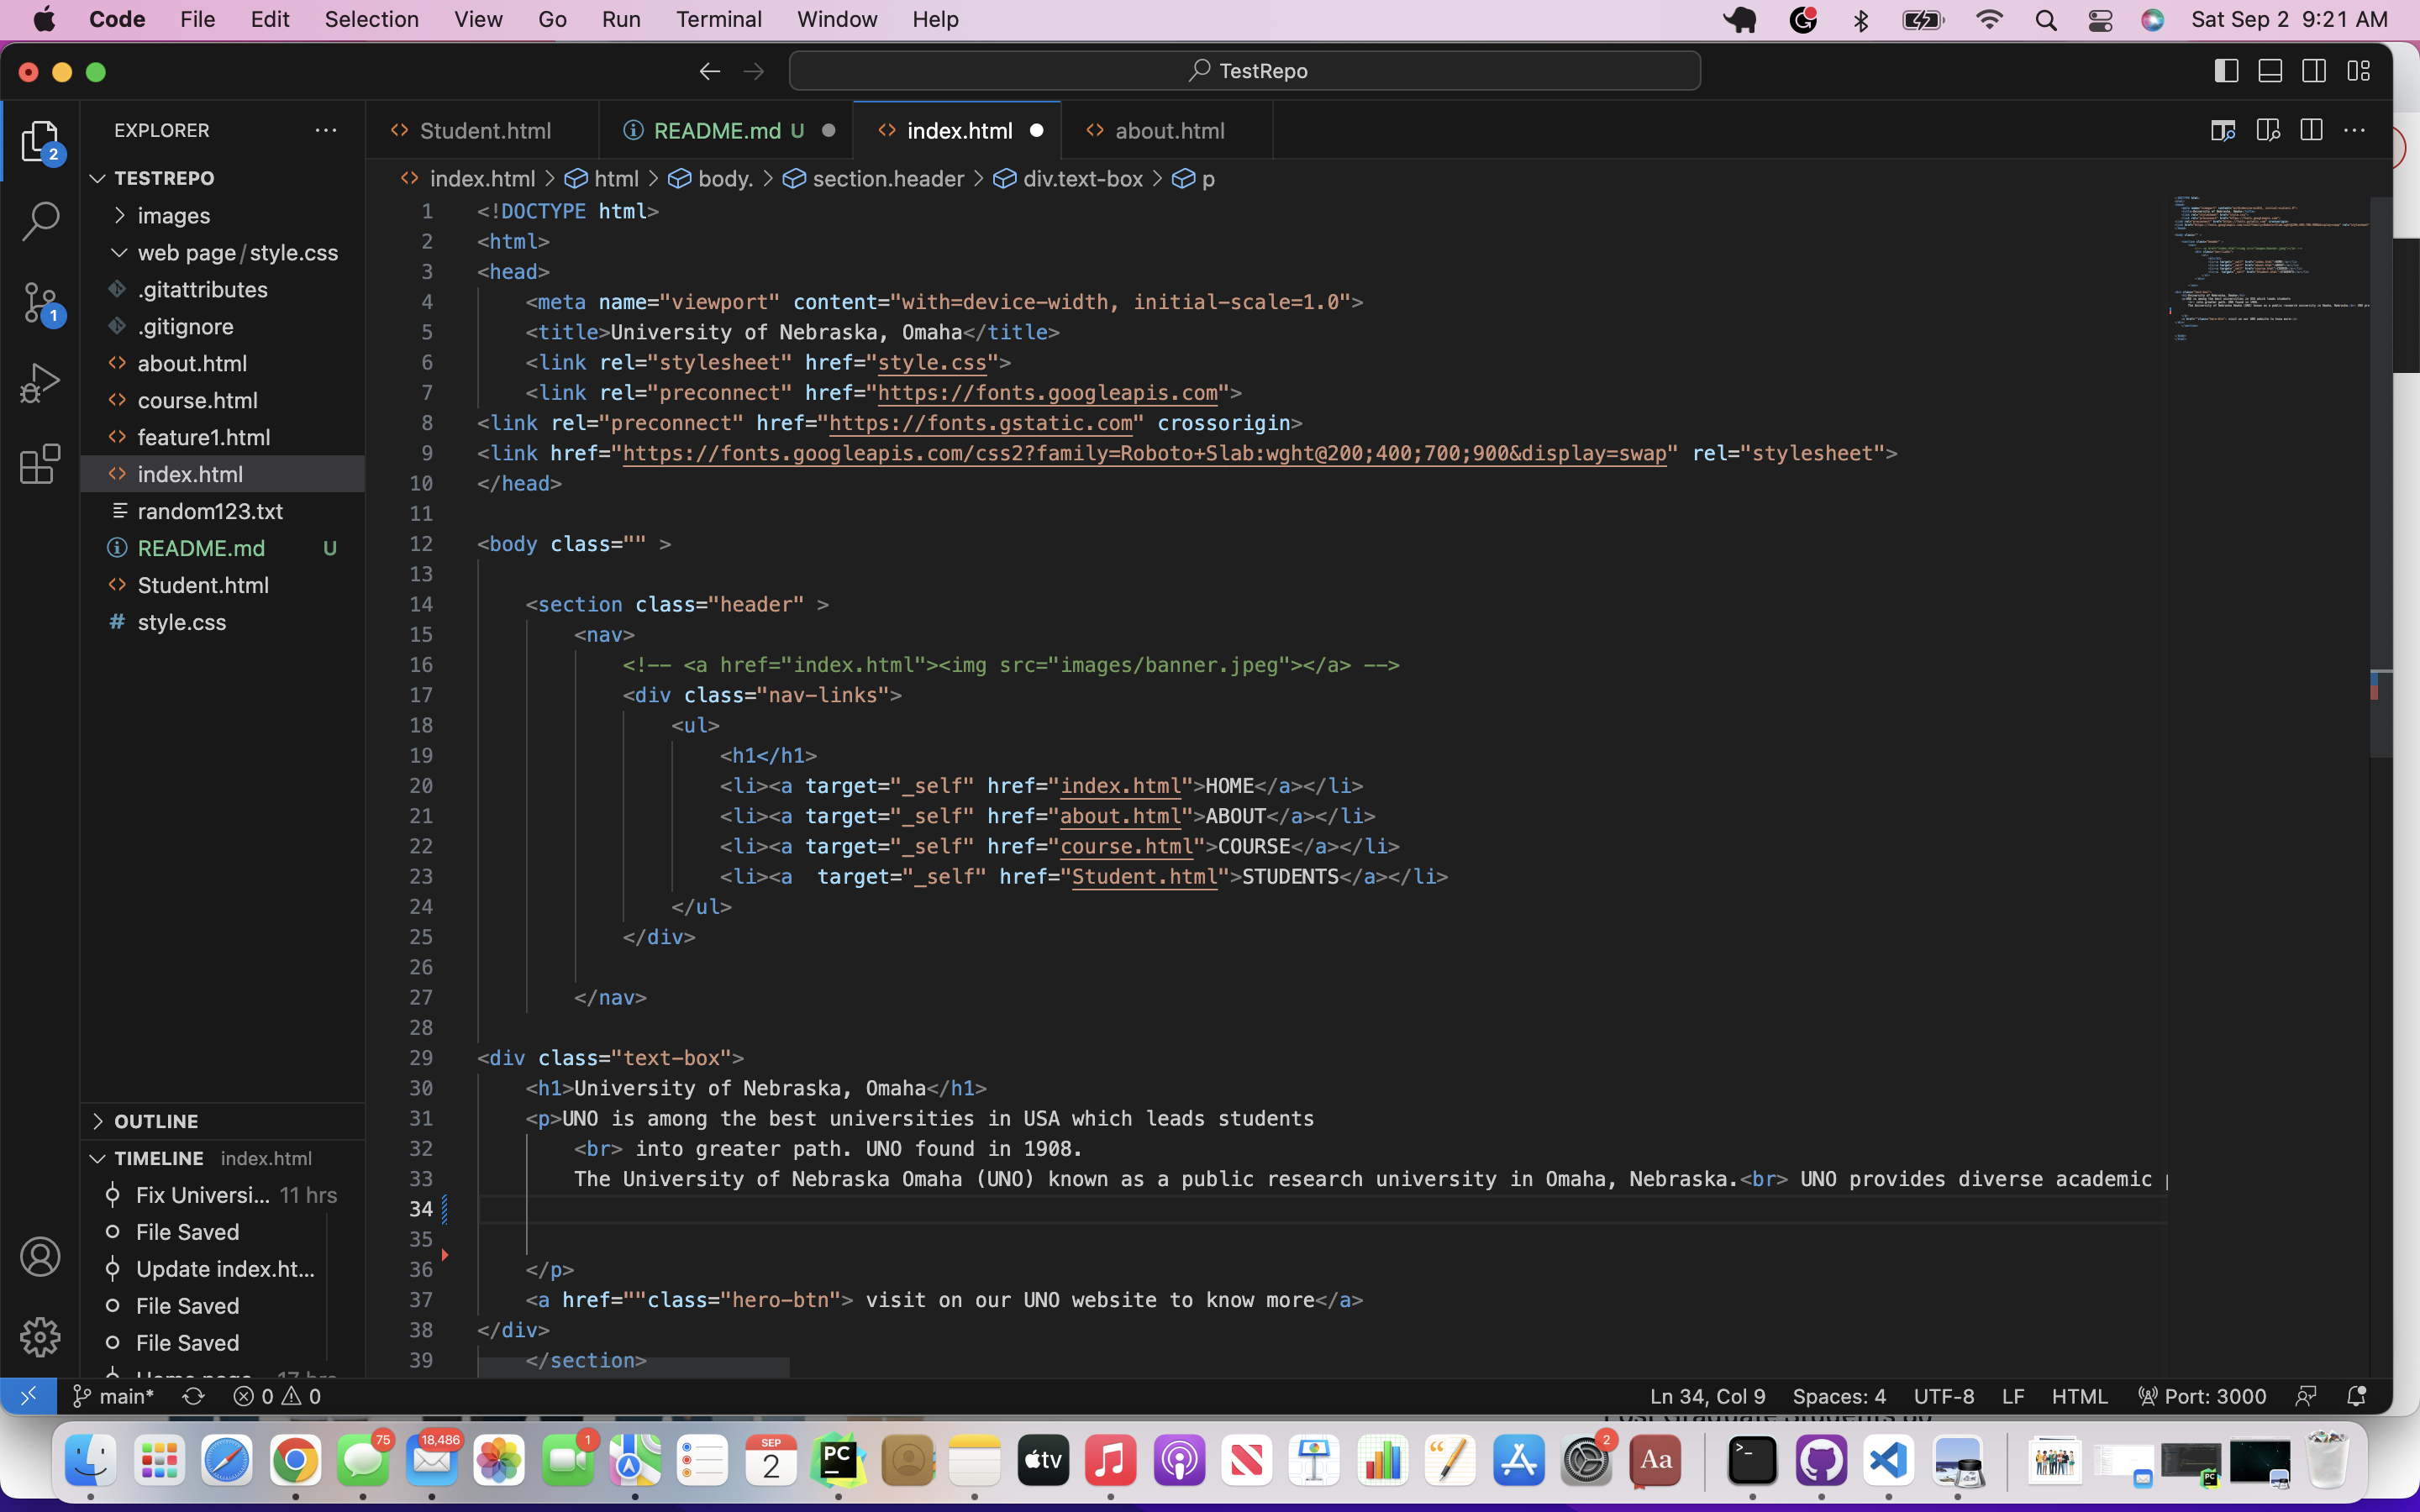 Code File Edit Selection View Go Run Terminal Window Help Sat Sep 2 9:21 AM
TestRepo
EXPLORER
2
1
TESTREPO
images
web page/style.css
.gitattributes
.gitignore
about.html
course.html
feature1.html
index.html
random123.txt
README.md U
Student.html
style.css
OUTLINE
TIMELINE index.html
Fix Universi... 11 hrs
File Saved
Update index.ht...
File Saved
File Saved
Student.html README.md U index.html about.html
index.html > html > body. > section.header > div.text-box > p
1 <!DOCTYPE html>
2 <html>
3 <head>
4 <meta name="viewport" content="with=device-width, initial-scale=1.0">
5 <title>University of Nebraska, Omaha</title>
6 <link rel="stylesheet" href="style.css">
7 <link rel="preconnect" href="https://fonts.googleapis.com">
8 <link rel="preconnect" href="https://fonts.gstatic.com" crossorigin>
9 <link href="https://fonts.googleapis.com/css2?family=Roboto+Slab:wght@200;400;700;900&display=swap" rel="stylesheet">
10 </head>
11
12 <body class="" >
13
14 <section class="header" >
15 <nav>
16 <!-- <a href="index.html"><img src="images/banner.jpeg"></a> -->
17 <div class="nav-links">
18 <ul>
19 <h1</h1>
20 <li><a target="_self" href="index.html">HOME</a></li>
21 <li><a target="_self" href="about.html">ABOUT</a></li>
22 <li><a target="_self" href="course.html">COURSE</a></li>
23 <li><a  target="_self" href="Student.html">STUDENTS</a></li>
24 </ul>
25 </div>
26
27 </nav>
28
29 <div class="text-box">
30 <h1>University of Nebraska, Omaha</h1>
31 <p>UNO is among the best universities in USA which leads students
32 <br> into greater path. UNO found in 1908.
33 The University of Nebraska Omaha (UNO) known as a public research university in Omaha, Nebraska.<br> UNO provides diverse academic
34
35
36 </p>
37 <a href=""class="hero-btn"> visit on our UNO website to know more</a>
38 </div>
39 </section>
main* 0 0 Ln 34, Col 9 Spaces: 4 UTF-8 LF HTML Port: 3000
75 18,486 1 SEP 2 PC tv 2 Aa >_ PC